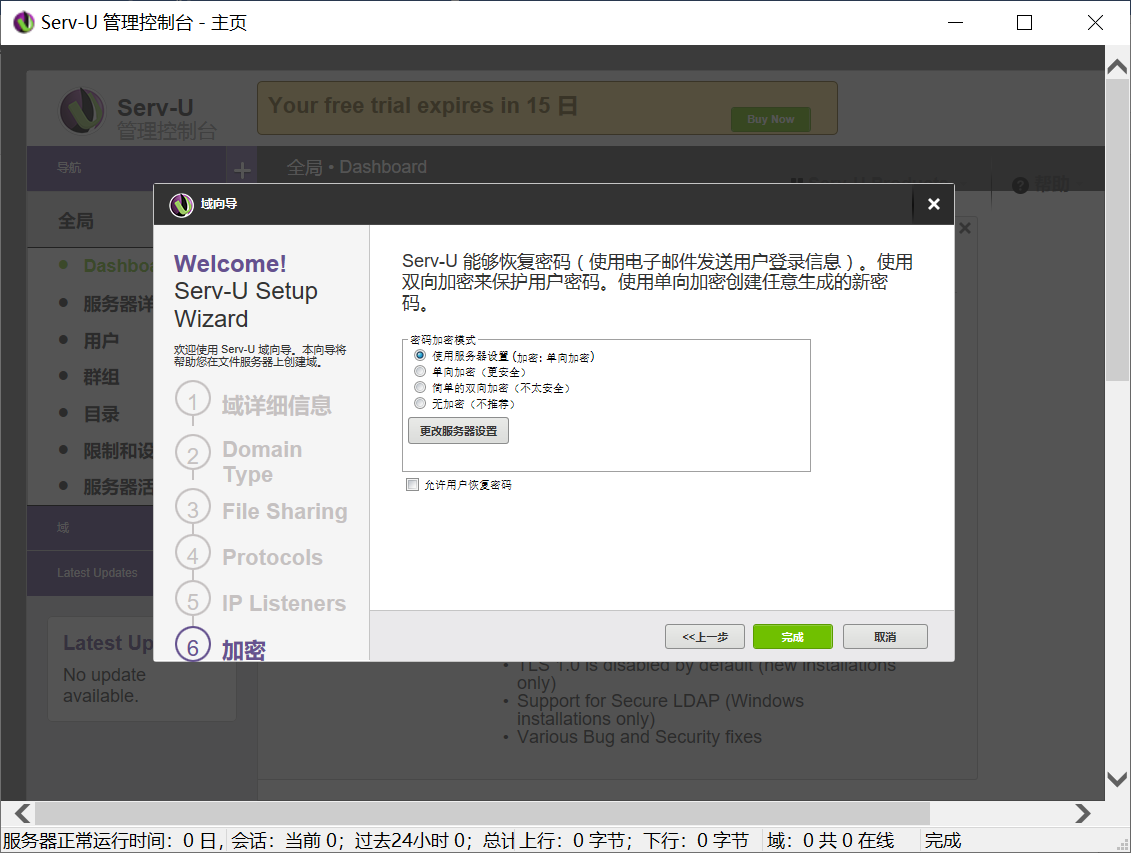 Serv-U 管理控制台 - 主页
Serv-U
管理控制台
Your free trial expires in 15 日
Buy Now
导航
全局 • Dashboard
帮助
域向导
全局
Dashboa
服务器详
用户
群组
目录
限制和设
服务器活
域
Latest Updates
Latest Up
No update
available.
Welcome!
Serv-U Setup
Wizard
欢迎使用 Serv-U 域向导。本向导将
帮助您在文件服务器上创建域。
1 域详细信息
2 Domain
Type
3 File Sharing
4 Protocols
5 IP Listeners
6 加密
Serv-U 能够恢复密码（使用电子邮件发送用户登录信息）。使用
双向加密来保护用户密码。使用单向加密创建任意生成的新密
码。
密码加密模式
使用服务器设置 (加密: 单向加密)
单向加密（更安全）
简单的双向加密（不太安全）
无加密（不推荐）
更改服务器设置
允许用户恢复密码
<<上一步
完成
取消
• TLS 1.0 is disabled by default (new installations
only)
• Support for Secure LDAP (Windows
installations only)
• Various Bug and Security fixes
服务器正常运行时间：0 日, 会话：当前 0；过去24小时 0；总计 上行：0 字节；下行：0 字节 域：0 共 0 在线 完成